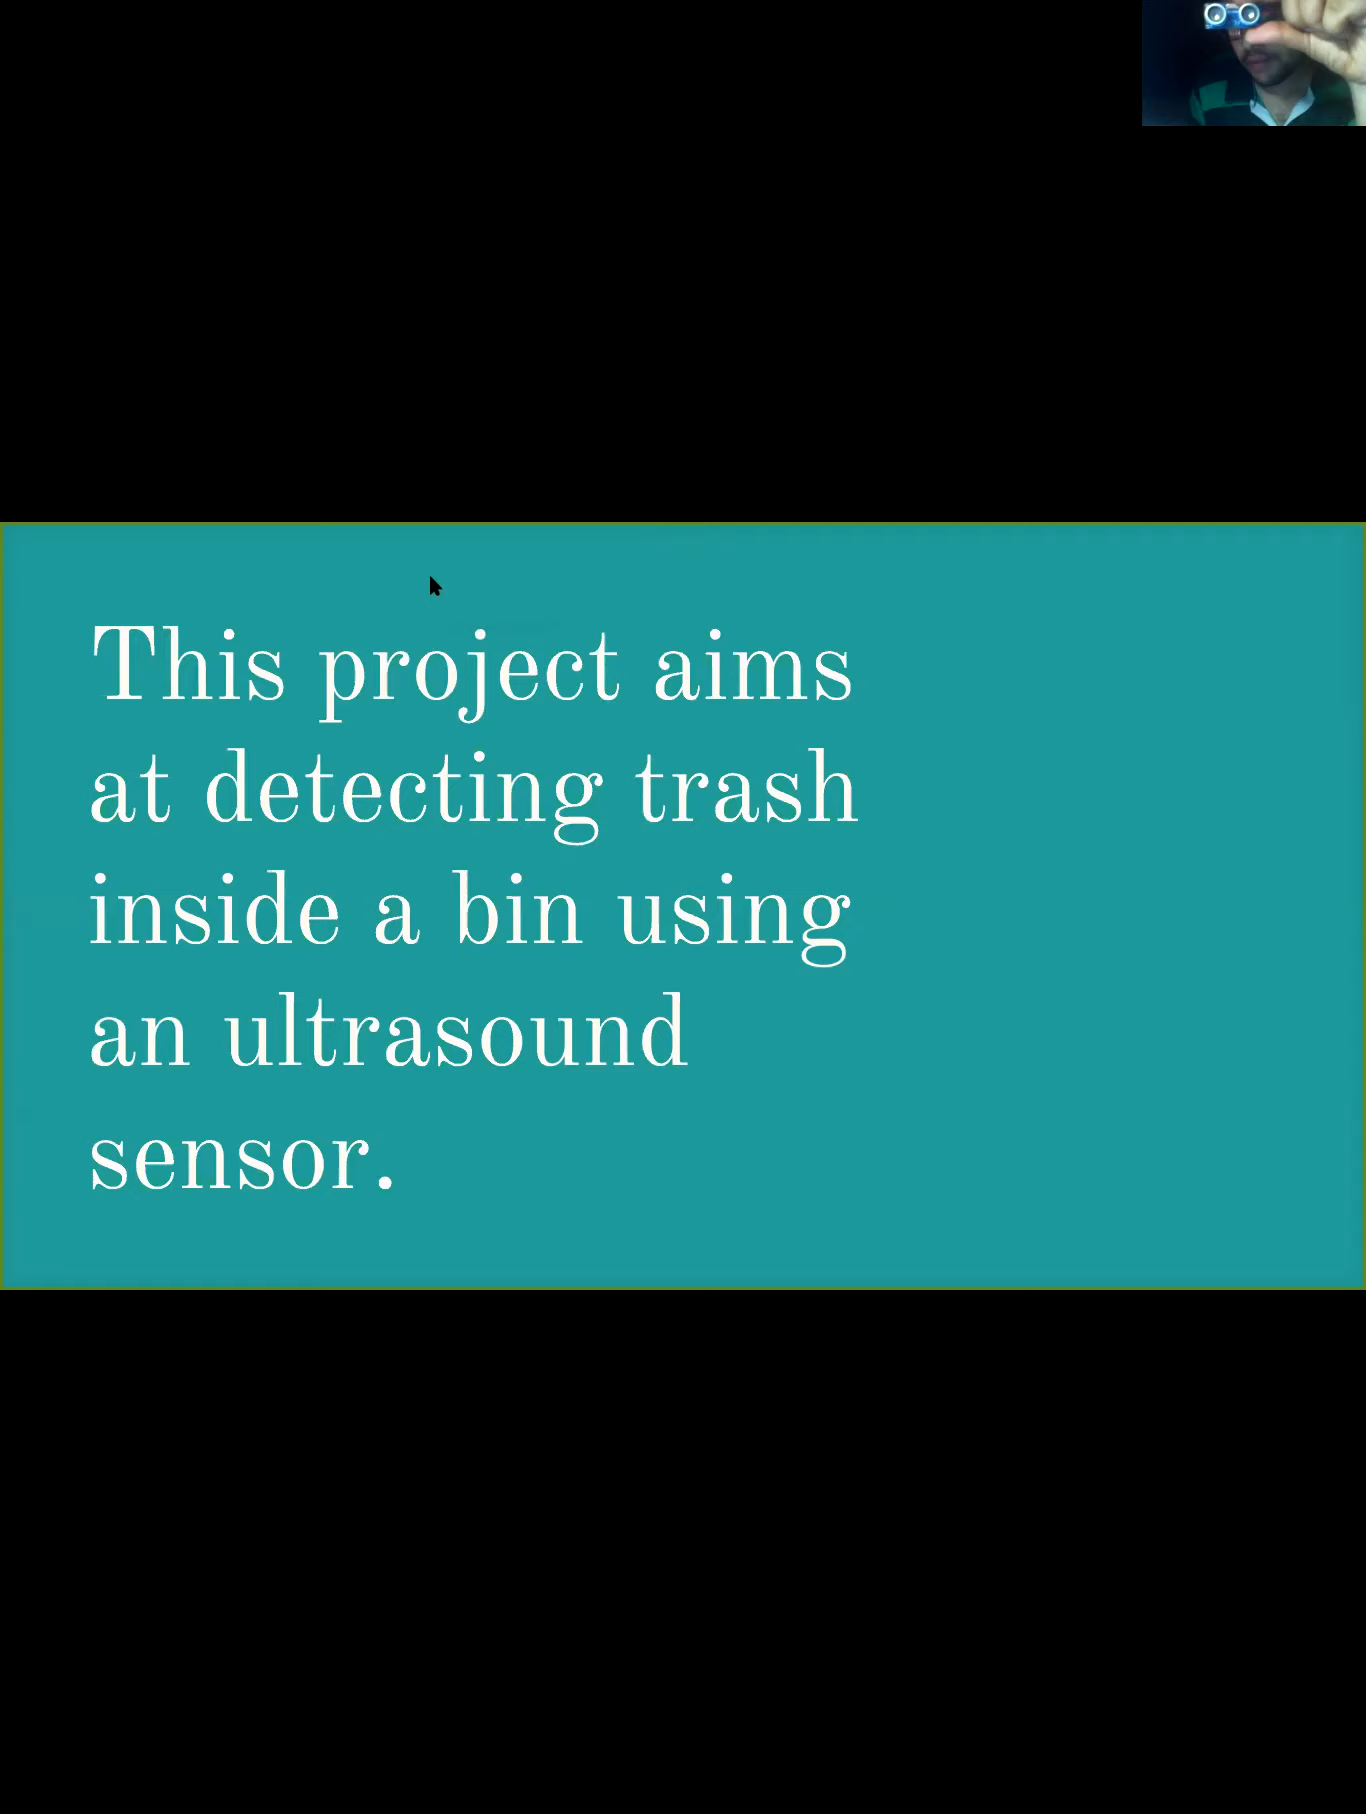 This project aims
at detecting trash
inside a bin using
an ultrasound
sensor.